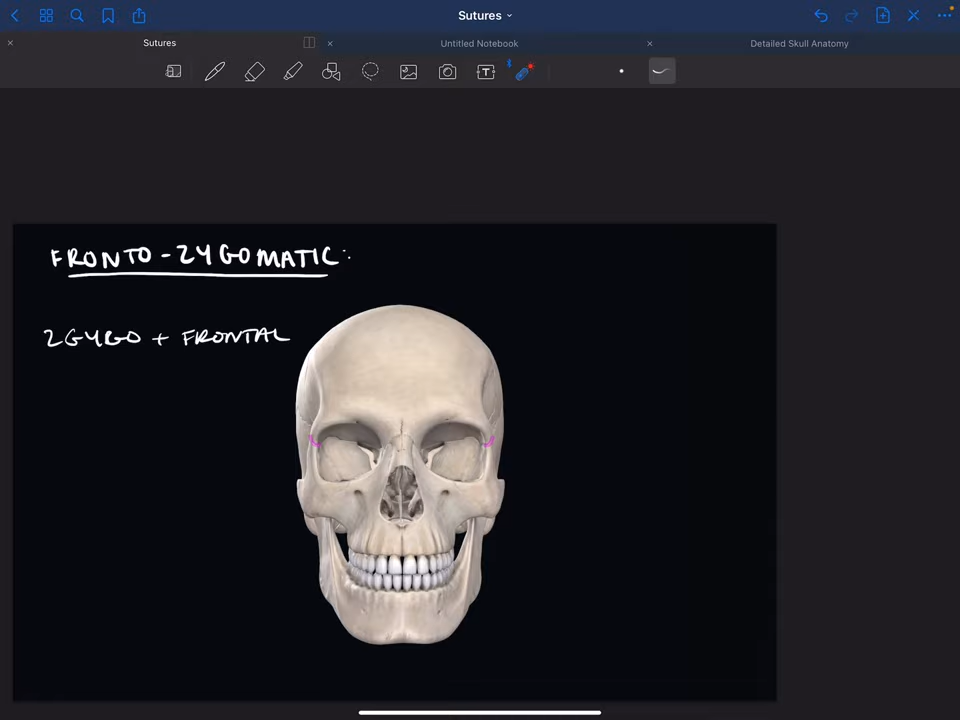 Sutures
Sutures
Untitled Notebook
Detailed Skull Anatomy
FRONTO-ZYGOMATIC:
ZGYGO + FRONTAL